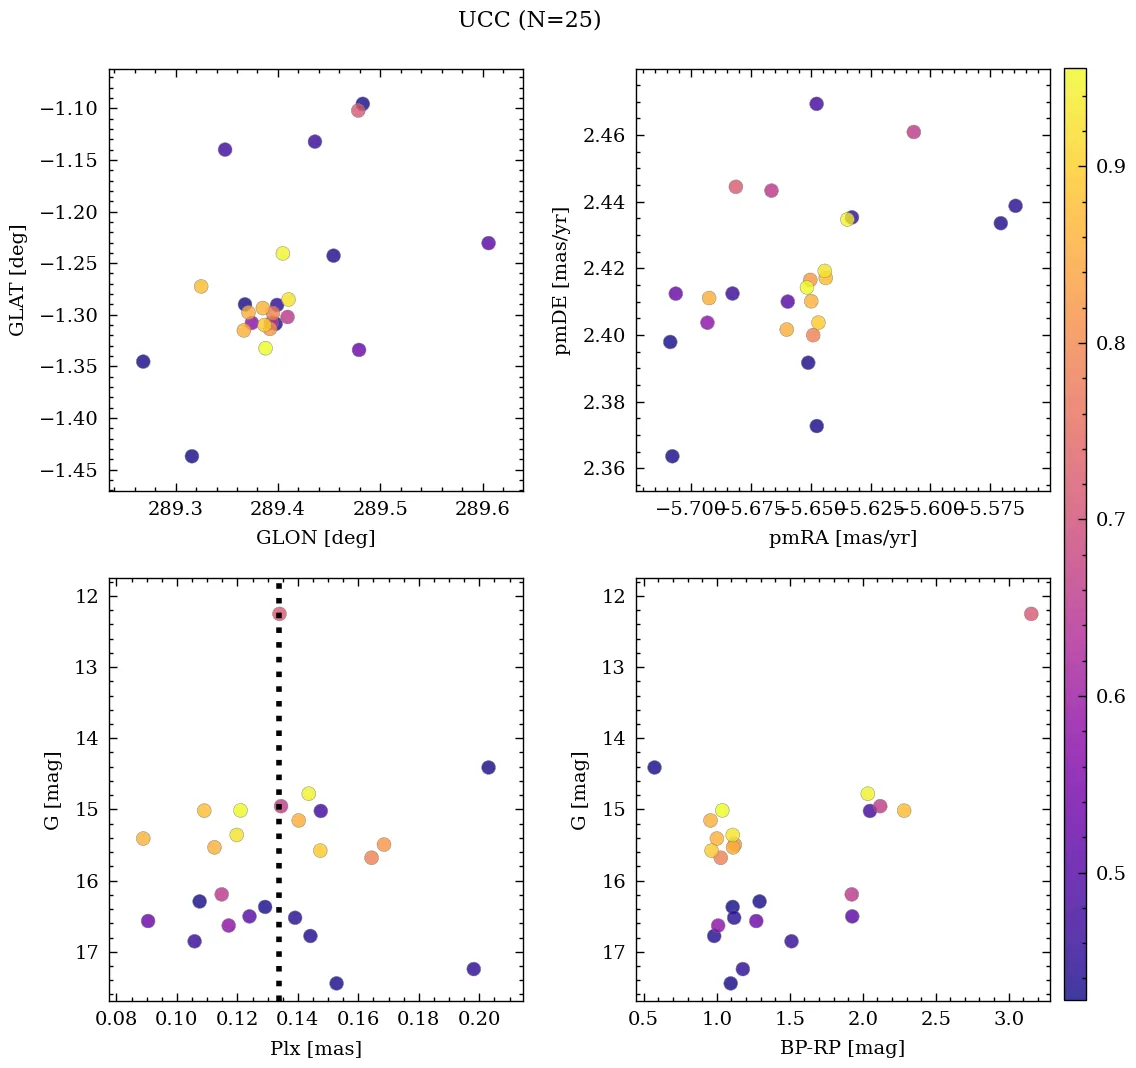 UCC (N=25)
−1.10
−1.15
−1.20
−1.25
−1.30
−1.35
−1.40
−1.45
GLAT [deg]
289.3 289.4 289.5 289.6
GLON [deg]
2.46
2.44
2.42
2.40
2.38
2.36
pmDE [mas/yr]
−5.700 −5.675 −5.650 −5.625 −5.600 −5.575
pmRA [mas/yr]
0.9
0.8
0.7
0.6
0.5
12
13
14
15
16
17
G [mag]
0.08 0.10 0.12 0.14 0.16 0.18 0.20
Plx [mas]
12
13
14
15
16
17
G [mag]
0.5 1.0 1.5 2.0 2.5 3.0
BP-RP [mag]